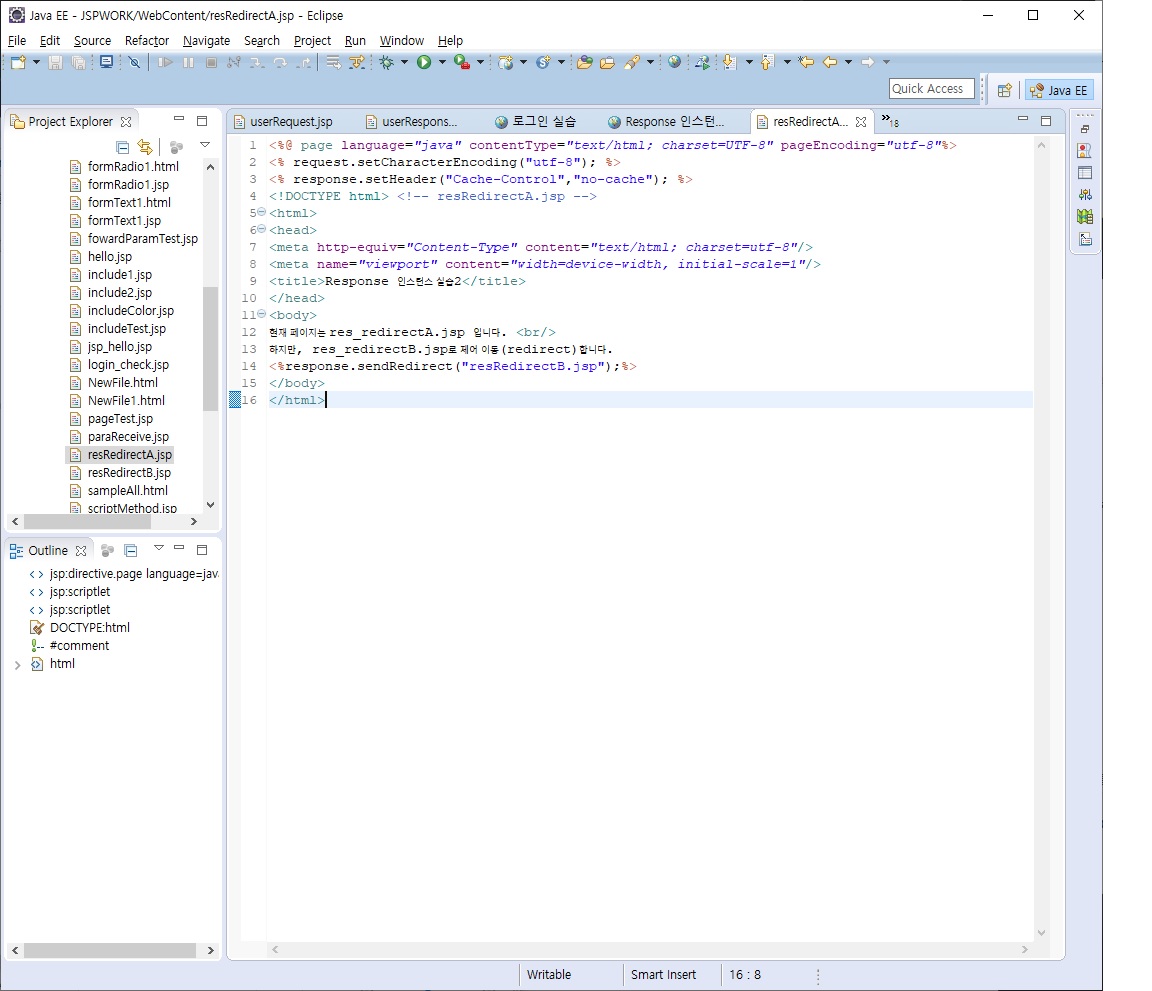 Java EE - JSPWORK/WebContent/resRedirectA.jsp - Eclipse
File Edit Source Refactor Navigate Search Project Run Window Help
Quick Access
Java EE
Project Explorer
formRadio1.html
formRadio1.jsp
formText1.html
formText1.jsp
fowardParamTest.jsp
hello.jsp
include1.jsp
include2.jsp
includeColor.jsp
includeTest.jsp
jsp_hello.jsp
login_check.jsp
NewFile.html
NewFile1.html
pageTest.jsp
paraReceive.jsp
resRedirectA.jsp
resRedirectB.jsp
sampleAll.html
scriptMethod.jsp
Outline
jsp:directive.page language=java
jsp:scriptlet
jsp:scriptlet
DOCTYPE:html
#comment
html
userRequest.jsp userRespons... 로그인 실습 Response 인스턴... resRedirectA... »18
1 <%@ page language="java" contentType="text/html; charset=UTF-8" pageEncoding="utf-8"%>
2 <% request.setCharacterEncoding("utf-8"); %>
3 <% response.setHeader("Cache-Control","no-cache"); %>
4 <!DOCTYPE html> <!-- resRedirectA.jsp -->
5 <html>
6 <head>
7 <meta http-equiv="Content-Type" content="text/html; charset=utf-8"/>
8 <meta name="viewport" content="width=device-width, initial-scale=1"/>
9 <title>Response 인스턴스 실습2</title>
10 </head>
11 <body>
12 현재 페이지는 res_redirectA.jsp 입니다. <br/>
13 하지만, res_redirectB.jsp로 제어 이동(redirect)합니다.
14 <%response.sendRedirect("resRedirectB.jsp");%>
15 </body>
16 </html>
Writable Smart Insert 16 : 8